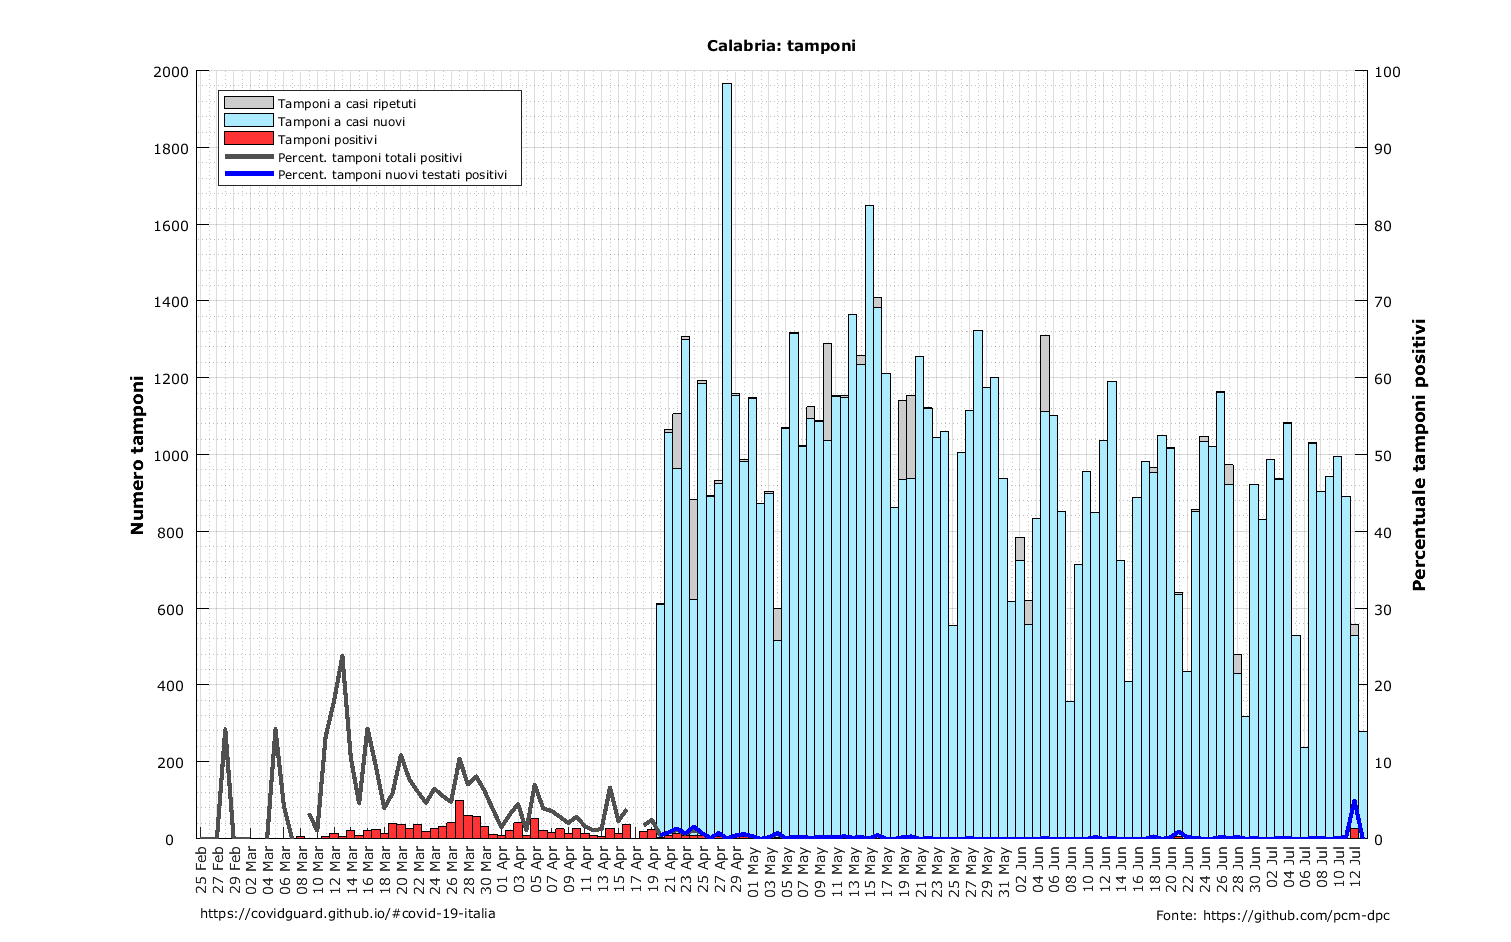 Calabria: tamponi
2000
1800
1600
1400
1200
1000
800
600
400
200
0
100
90
80
70
60
50
40
30
20
10
0
Numero tamponi
Percentuale tamponi positivi
Tamponi a casi ripetuti
Tamponi a casi nuovi
Tamponi positivi
Percent. tamponi totali positivi
Percent. tamponi nuovi testati positivi
25 Feb
27 Feb
29 Feb
02 Mar
04 Mar
06 Mar
08 Mar
10 Mar
12 Mar
14 Mar
16 Mar
18 Mar
20 Mar
22 Mar
24 Mar
26 Mar
28 Mar
30 Mar
01 Apr
03 Apr
05 Apr
07 Apr
09 Apr
11 Apr
13 Apr
15 Apr
17 Apr
19 Apr
21 Apr
23 Apr
25 Apr
27 Apr
29 Apr
01 May
03 May
05 May
07 May
09 May
11 May
13 May
15 May
17 May
19 May
21 May
23 May
25 May
27 May
29 May
31 May
02 Jun
04 Jun
06 Jun
08 Jun
10 Jun
12 Jun
14 Jun
16 Jun
18 Jun
20 Jun
22 Jun
24 Jun
26 Jun
28 Jun
30 Jun
02 Jul
04 Jul
06 Jul
08 Jul
10 Jul
12 Jul
https://covidguard.github.io/#covid-19-italia
Fonte: https://github.com/pcm-dpc